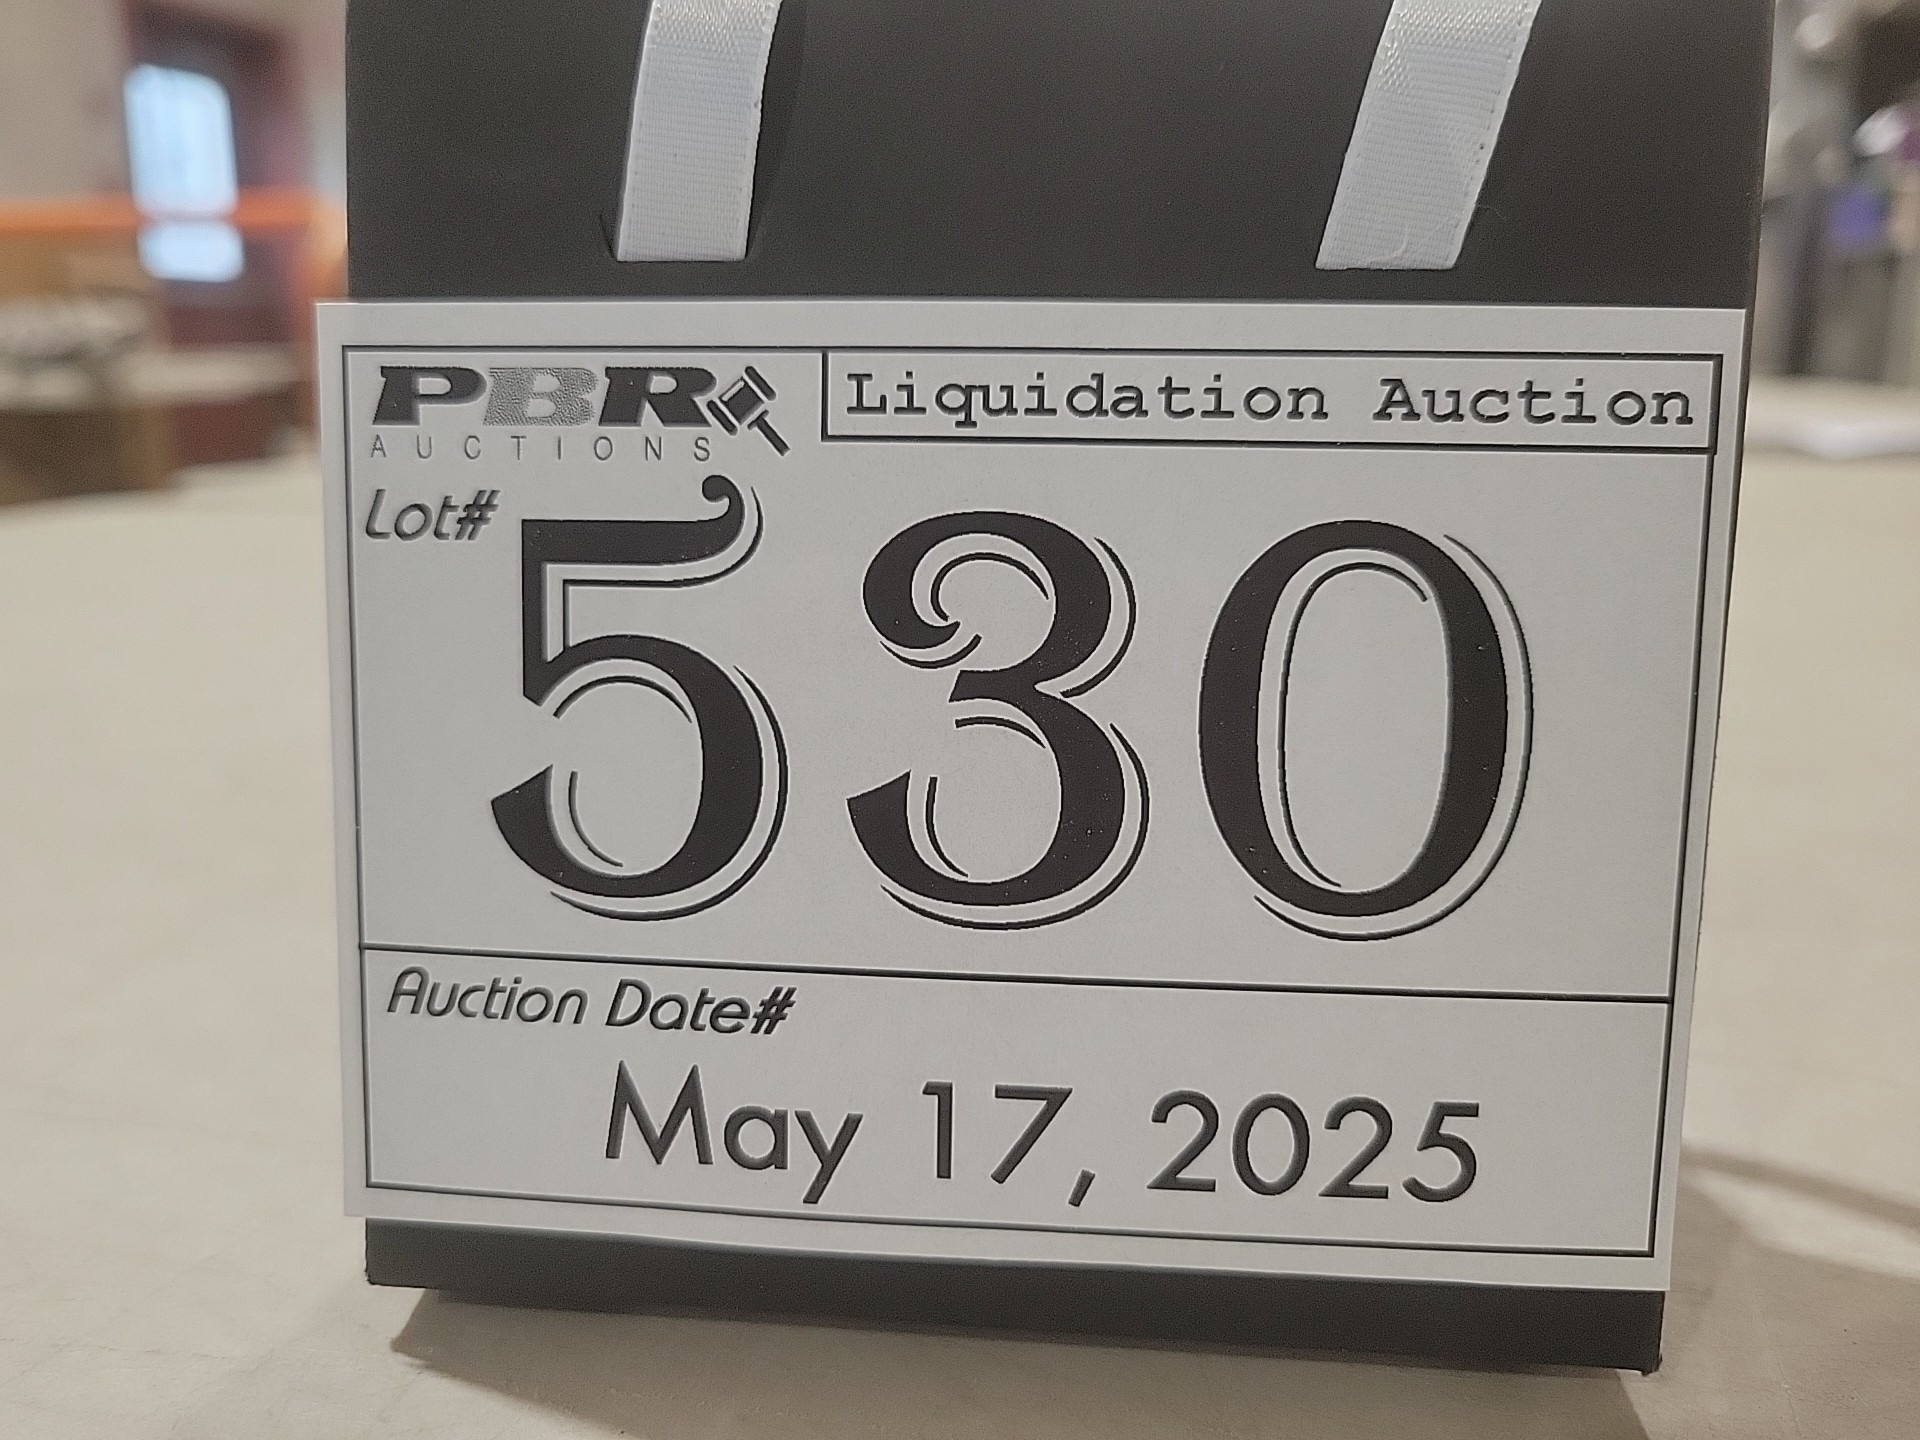 PBR
AUCTIONS
Liquidation Auction
Lot#
530
Auction Date#
May 17, 2025